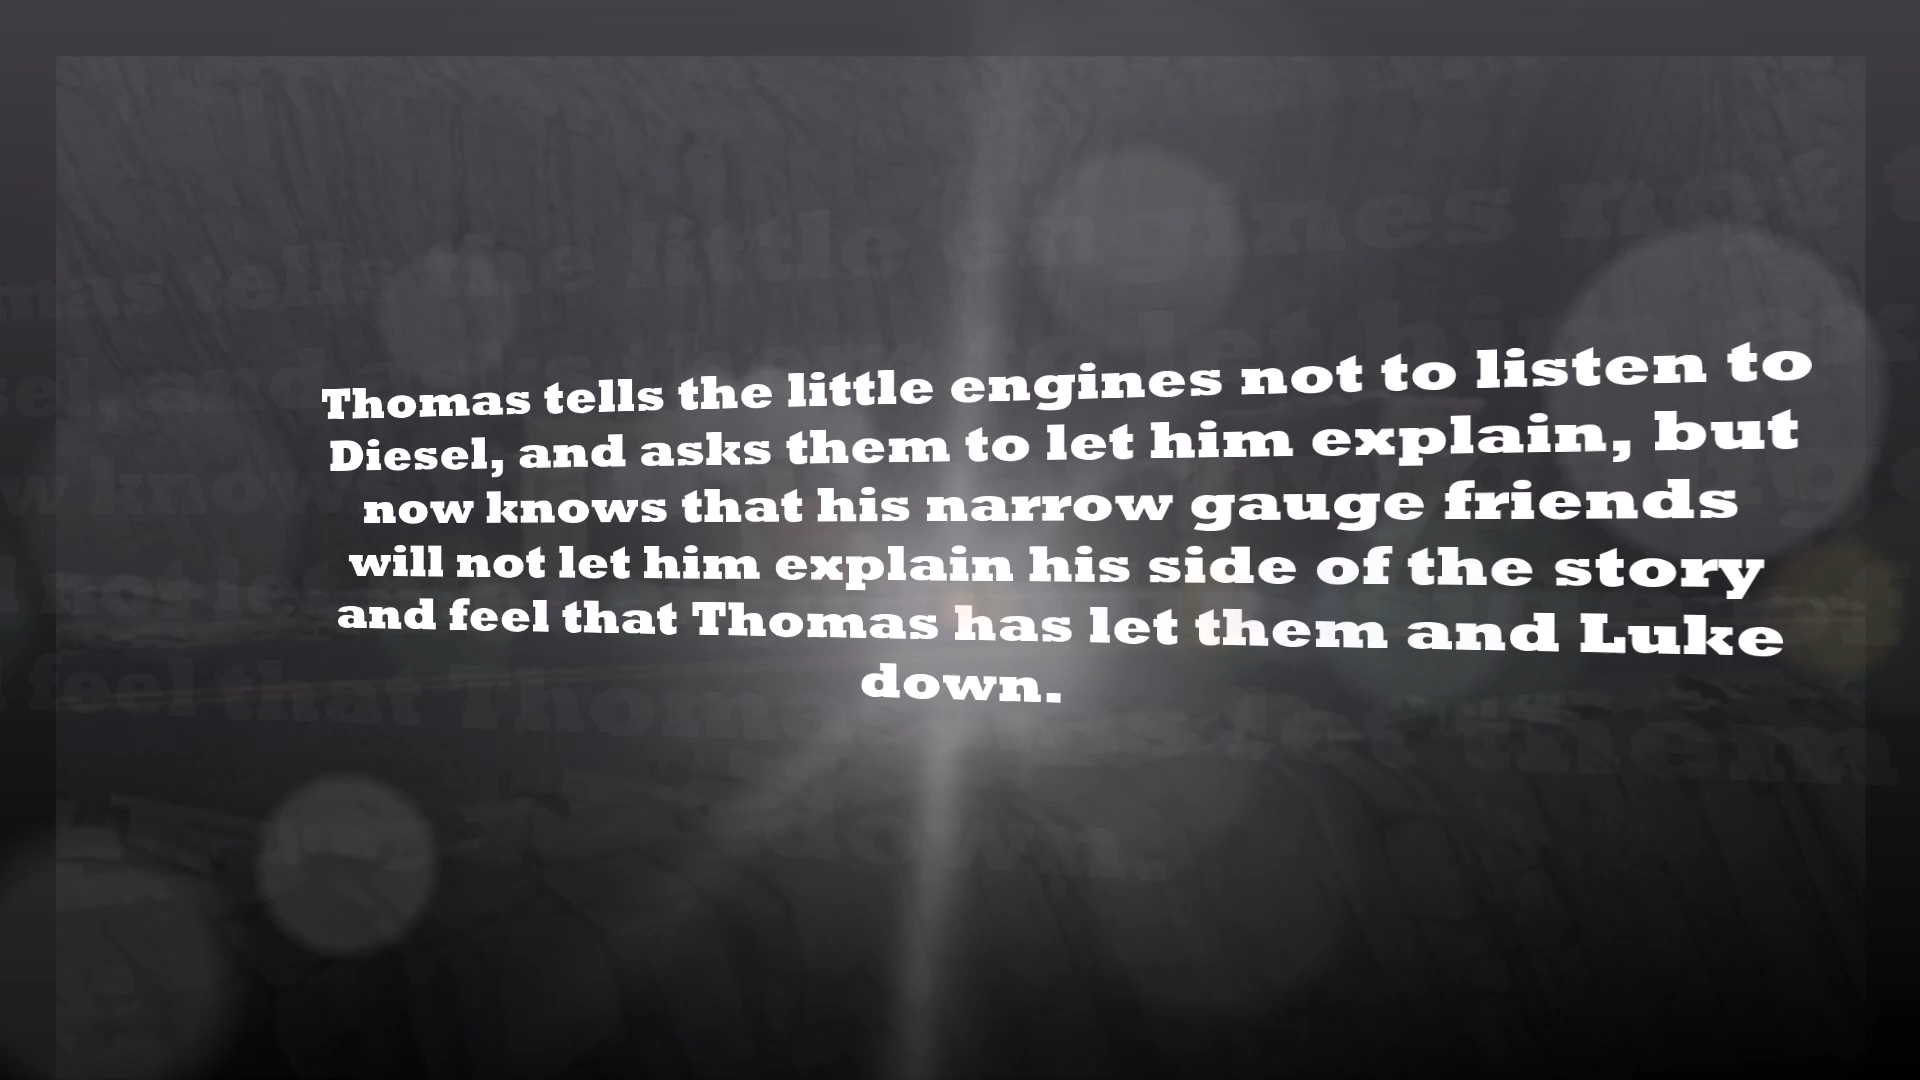 Thomas tells the little engines not to listen to
Diesel, and asks them to let him explain, but
now knows that his narrow gauge friends
will not let him explain his side of the story
and feel that Thomas has let them and Luke
down.